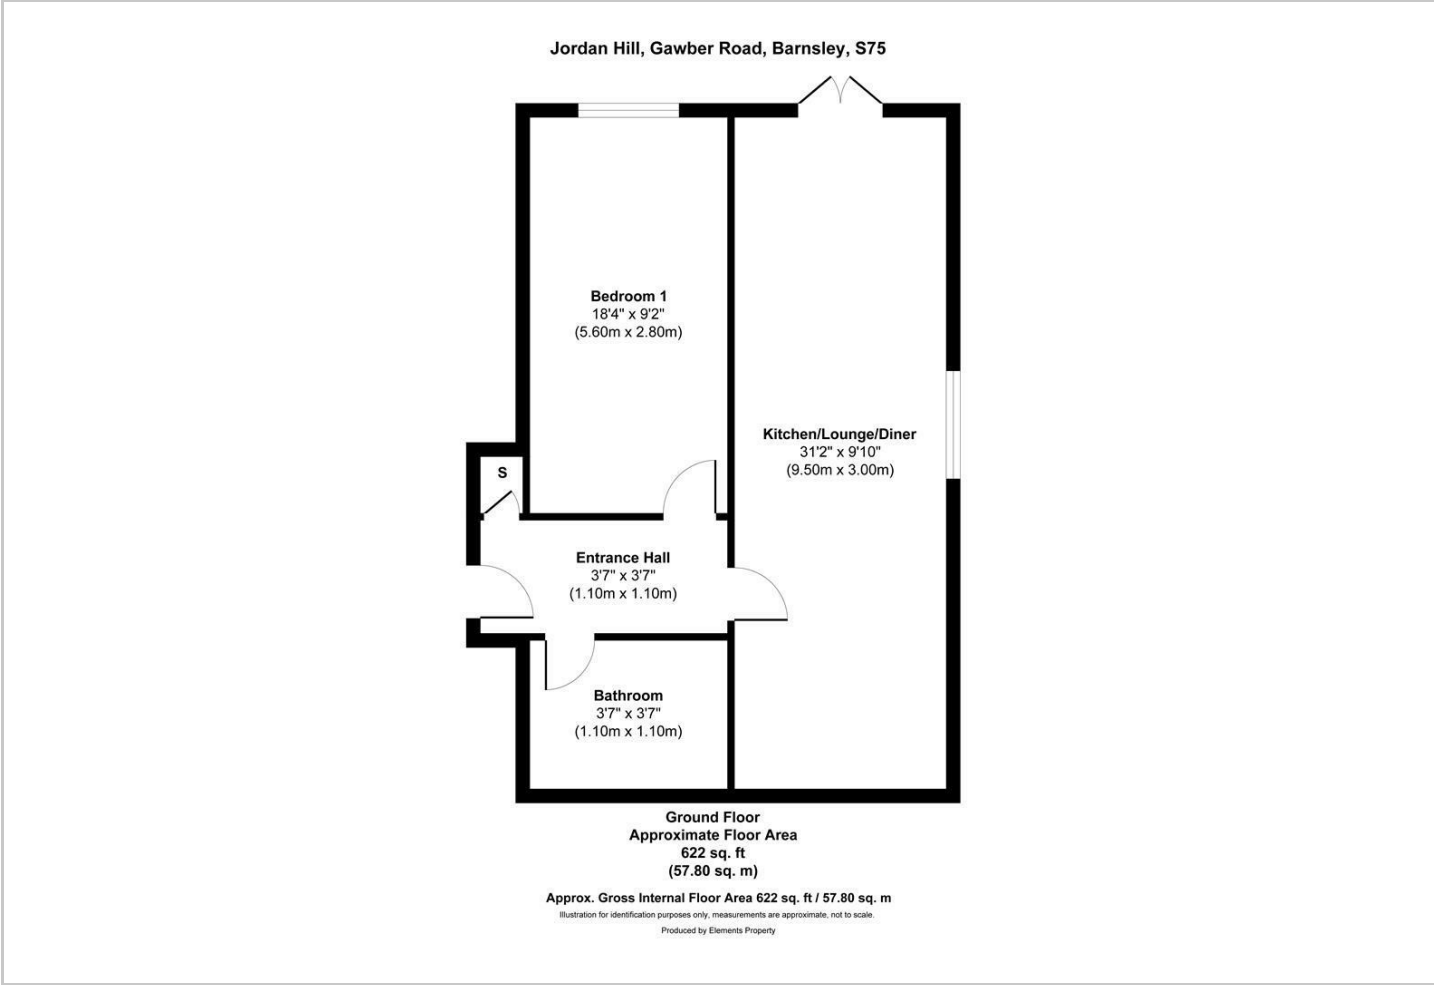 Jordan Hill, Gawber Road, Barnsley, S75
Bedroom 1
18'4" x 9'2"
(5.60m x 2.80m)
Kitchen/Lounge/Diner
31'2" x 9'10"
(9.50m x 3.00m)
S
Entrance Hall
3'7" x 3'7"
(1.10m x 1.10m)
Bathroom
3'7" x 3'7"
(1.10m x 1.10m)
Ground Floor
Approximate Floor Area
622 sq. ft
(57.80 sq. m)
Approx. Gross Internal Floor Area 622 sq. ft / 57.80 sq. m
Illustration for identification purposes only, measurements are approximate, not to scale.
Produced by Elements Property